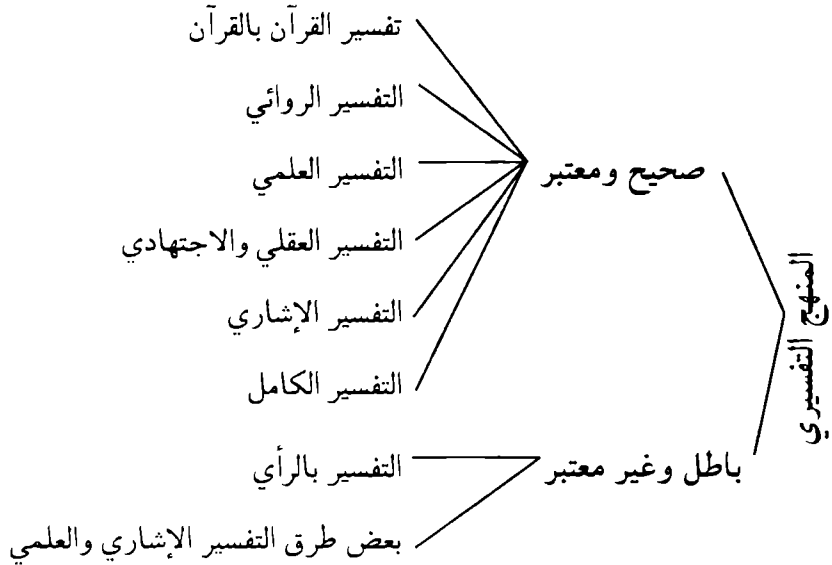 المنهج التفسيري
صحيح ومعتبر
تفسير القرآن بالقرآن
التفسير الروائي
التفسير العلمي
التفسير العقلي والاجتهادي
التفسير الإشاري
التفسير الكامل
باطل وغير معتبر
التفسير بالرأي
بعض طرق التفسير الإشاري والعلمي